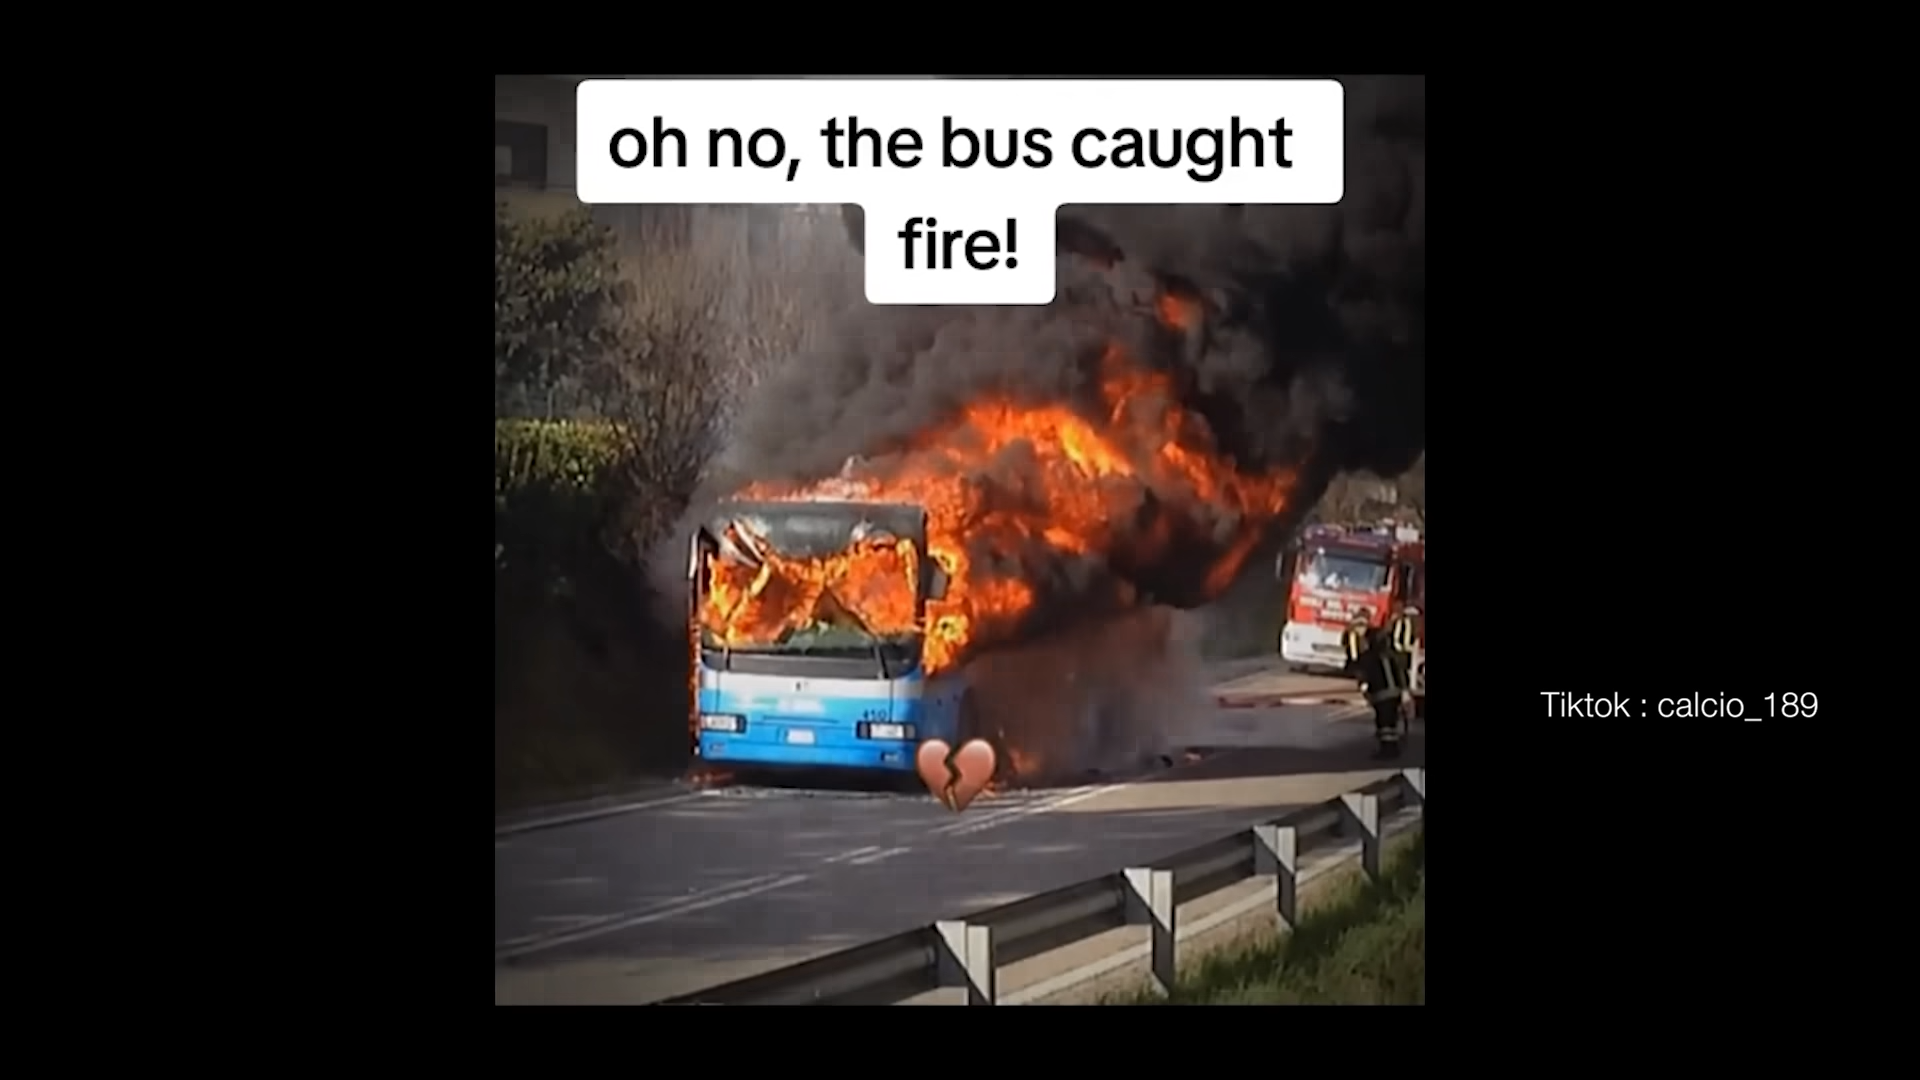 oh no, the bus caught
fire!
Tiktok : calcio_189